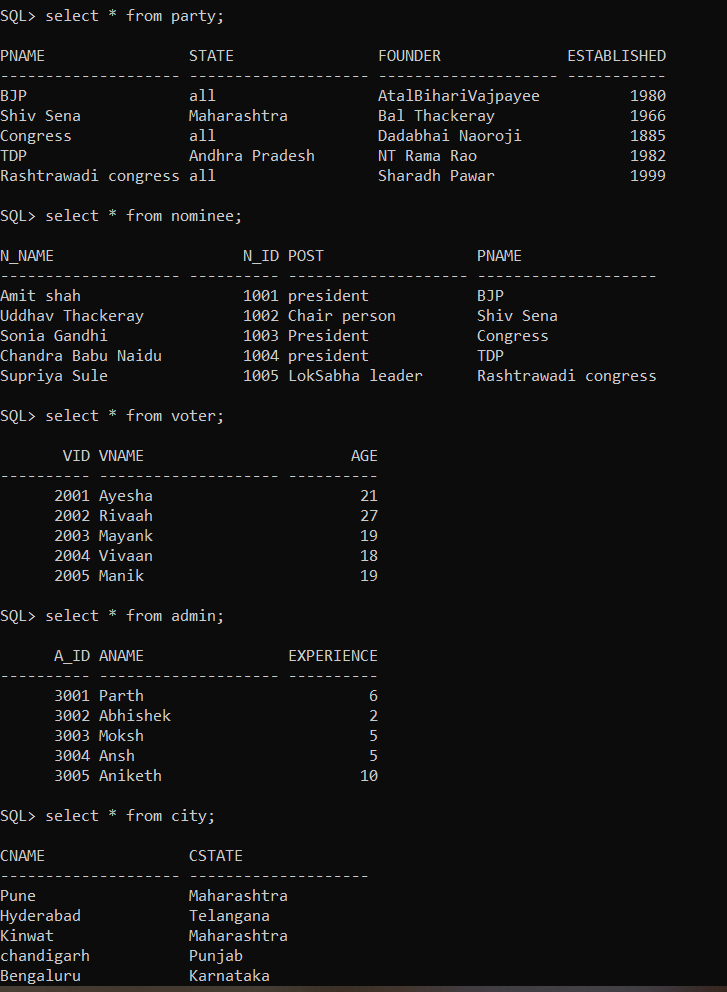 SQL> select * from party;
PNAME                STATE                FOUNDER              ESTABLISHED
-------------------- -------------------- -------------------- -----------
BJP                  all                  AtalBihariVajpayee          1980
Shiv Sena            Maharashtra          Bal Thackeray               1966
Congress             all                  Dadabhai Naoroji            1885
TDP                  Andhra Pradesh       NT Rama Rao                 1982
Rashtrawadi congress all                  Sharadh Pawar               1999
SQL> select * from nominee;
N_NAME                     N_ID POST                 PNAME
-------------------- ---------- -------------------- --------------------
Amit shah                  1001 president            BJP
Uddhav Thackeray           1002 Chair person         Shiv Sena
Sonia Gandhi               1003 President            Congress
Chandra Babu Naidu         1004 president            TDP
Supriya Sule               1005 LokSabha leader      Rashtrawadi congress
SQL> select * from voter;
       VID VNAME                       AGE
---------- -------------------- ----------
      2001 Ayesha                       21
      2002 Rivaah                       27
      2003 Mayank                       19
      2004 Vivaan                       18
      2005 Manik                        19
SQL> select * from admin;
      A_ID ANAME                EXPERIENCE
---------- -------------------- ----------
      3001 Parth                         6
      3002 Abhishek                      2
      3003 Moksh                         5
      3004 Ansh                          5
      3005 Aniketh                      10
SQL> select * from city;
CNAME                CSTATE
-------------------- --------------------
Pune                 Maharashtra
Hyderabad            Telangana
Kinwat               Maharashtra
chandigarh           Punjab
Bengaluru            Karnataka